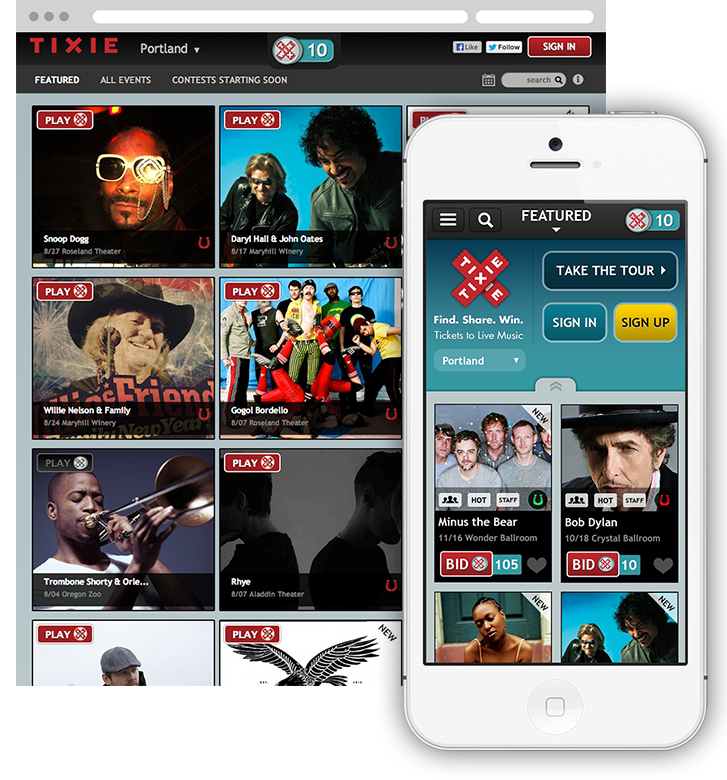 TIXIE
Portland ▾
10
Like
Follow
SIGN IN
FEATURED
ALL EVENTS
CONTESTS STARTING SOON
search
i
PLAY
Snoop Dogg
8/27 Roseland Theater
PLAY
Daryl Hall & John Oates
8/17 Maryhill Winery
PLAY
Willie Nelson & Family
8/24 Maryhill Winery
PLAY
Gogol Bordello
8/07 Roseland Theater
PLAY
Trombone Shorty & Orle...
8/04 Oregon Zoo
PLAY
Rhye
8/07 Aladdin Theater
PLAY
PLAY
NEW
FEATURED
10
TIXIE
TIXIE
Find. Share. Win.
Tickets to Live Music
Portland
TAKE THE TOUR
SIGN IN
SIGN UP
NEW
HOT
STAFF
Minus the Bear
11/16 Wonder Ballroom
BID 105
HOT
STAFF
Bob Dylan
10/18 Crystal Ballroom
BID 10
NEW
NEW